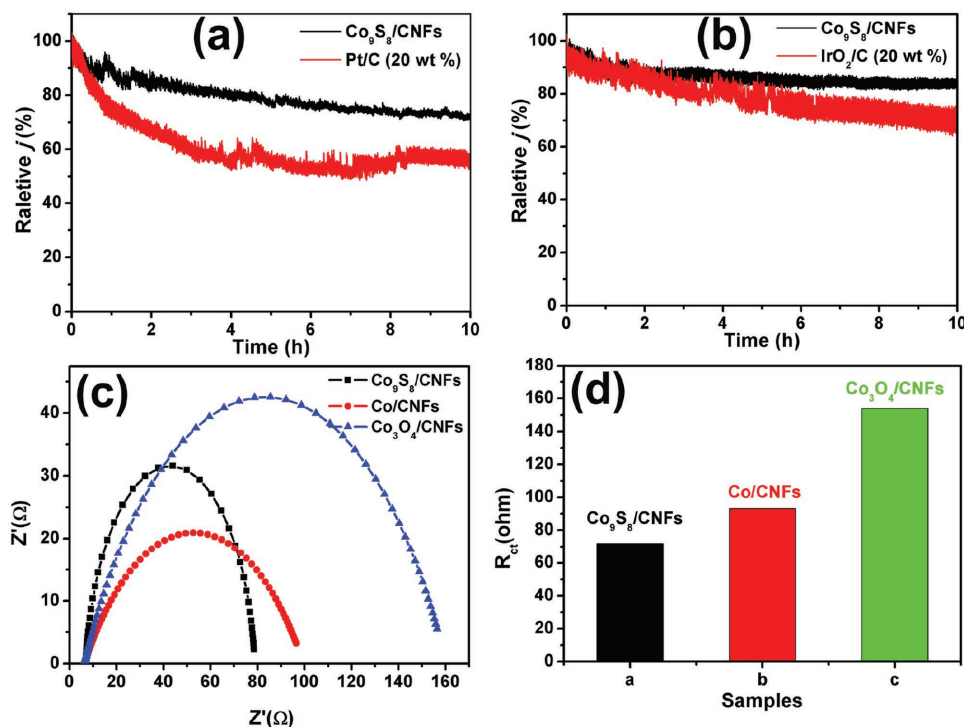 (a)
Co₉S₈/CNFs
Pt/C (20 wt %)
Raletive j (%)
100
80
60
40
20
0
0 2 4 6 8 10
Time (h)
(b)
Co₉S₈/CNFs
IrO₂/C (20 wt %)
Raletive j (%)
100
80
60
40
20
0
0 2 4 6 8 10
Time (h)
(c)
Co₉S₈/CNFs
Co/CNFs
Co₃O₄/CNFs
Z'(Ω)
40
30
20
10
0
0 20 40 60 80 100 120 140 160
Z'(Ω)
(d)
Co₃O₄/CNFs
Co/CNFs
Co₉S₈/CNFs
R_ct(ohm)
180
160
140
120
100
80
60
40
20
0
a b c
Samples